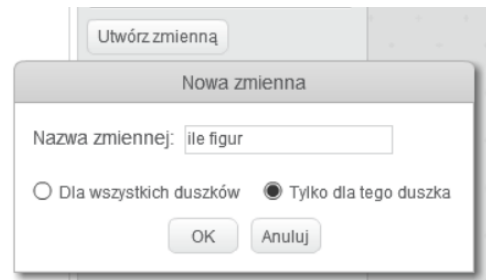 Utwórz zmienną
Nowa zmienna
Nazwa zmiennej: ile figur
Dla wszystkich duszków Tylko dla tego duszka
OK Anuluj